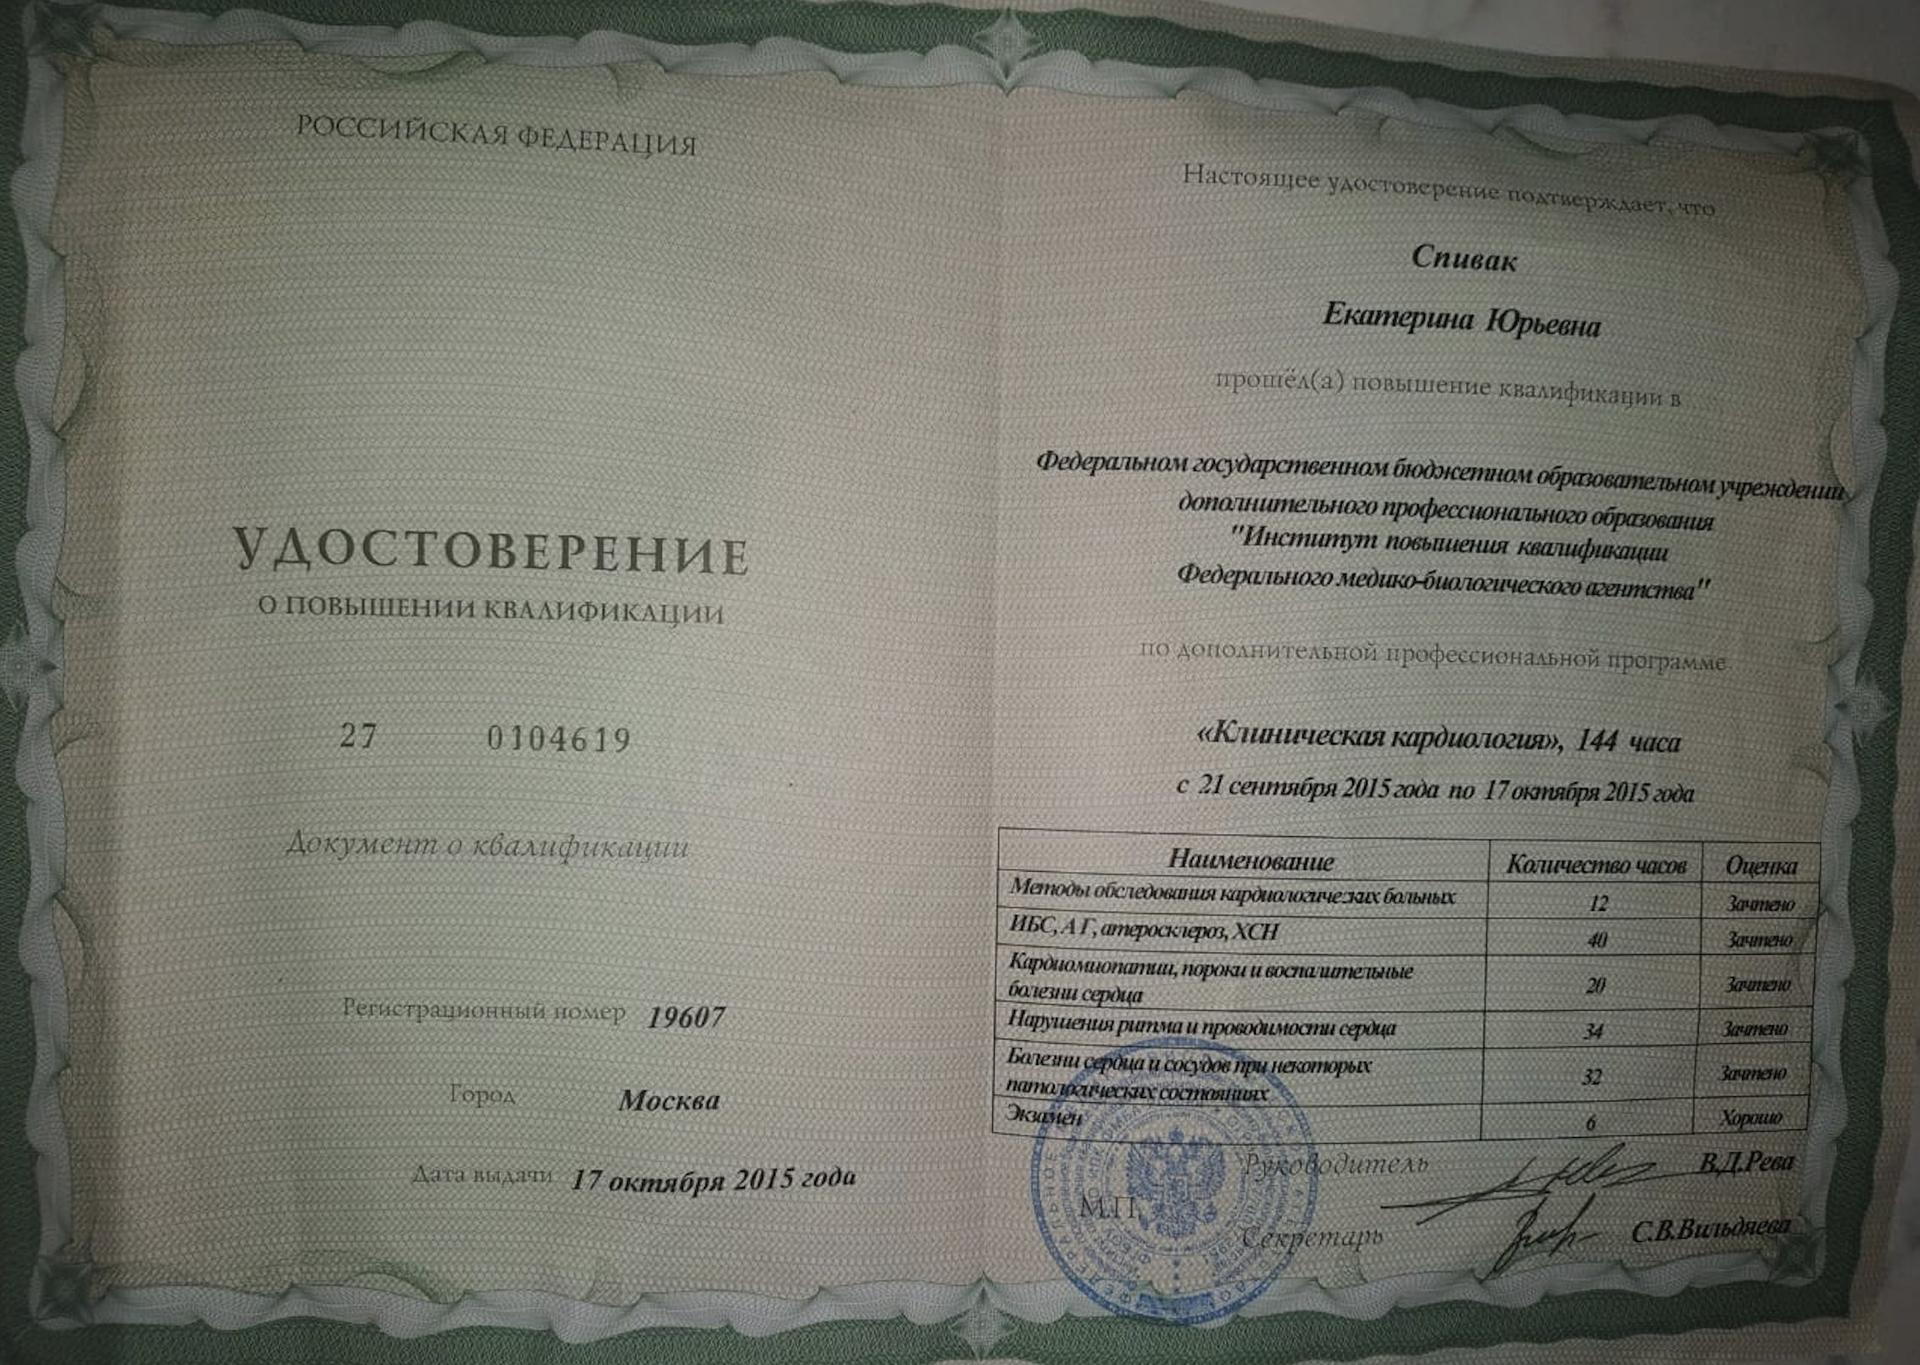 РОССИЙСКАЯ ФЕДЕРАЦИЯ
УДОСТОВЕРЕНИЕ
О ПОВЫШЕНИИ КВАЛИФИКАЦИИ
27 0104619
Документ о квалификации
Регистрационный номер 19607
Город Москва
Дата выдачи 17 октября 2015 года
Настоящее удостоверение подтверждает, что
Спивак
Екатерина Юрьевна
прошёл(а) повышение квалификации в
Федеральном государственном бюджетном образовательном учреждении
дополнительного профессионального образования
"Институт повышения квалификации
Федерального медико-биологического агентства"
по дополнительной профессиональной программе
«Клиническая кардиология», 144 часа
с 21 сентября 2015 года по 17 октября 2015 года
Наименование Количество часов Оценка
Методы обследования кардиологических больных 12 Зачтено
ИБС, АГ, атеросклероз, ХСН 40 Зачтено
Кардиомиопатии, пороки и воспалительные
болезни сердца 20 Зачтено
Нарушения ритма и проводимости сердца 34 Зачтено
Болезни сердца и сосудов при некоторых
патологических состояниях 32 Зачтено
Экзамен 6 Хорошо
Руководитель В.Д.Рева
М.П.
Секретарь С.В.Вильдяева